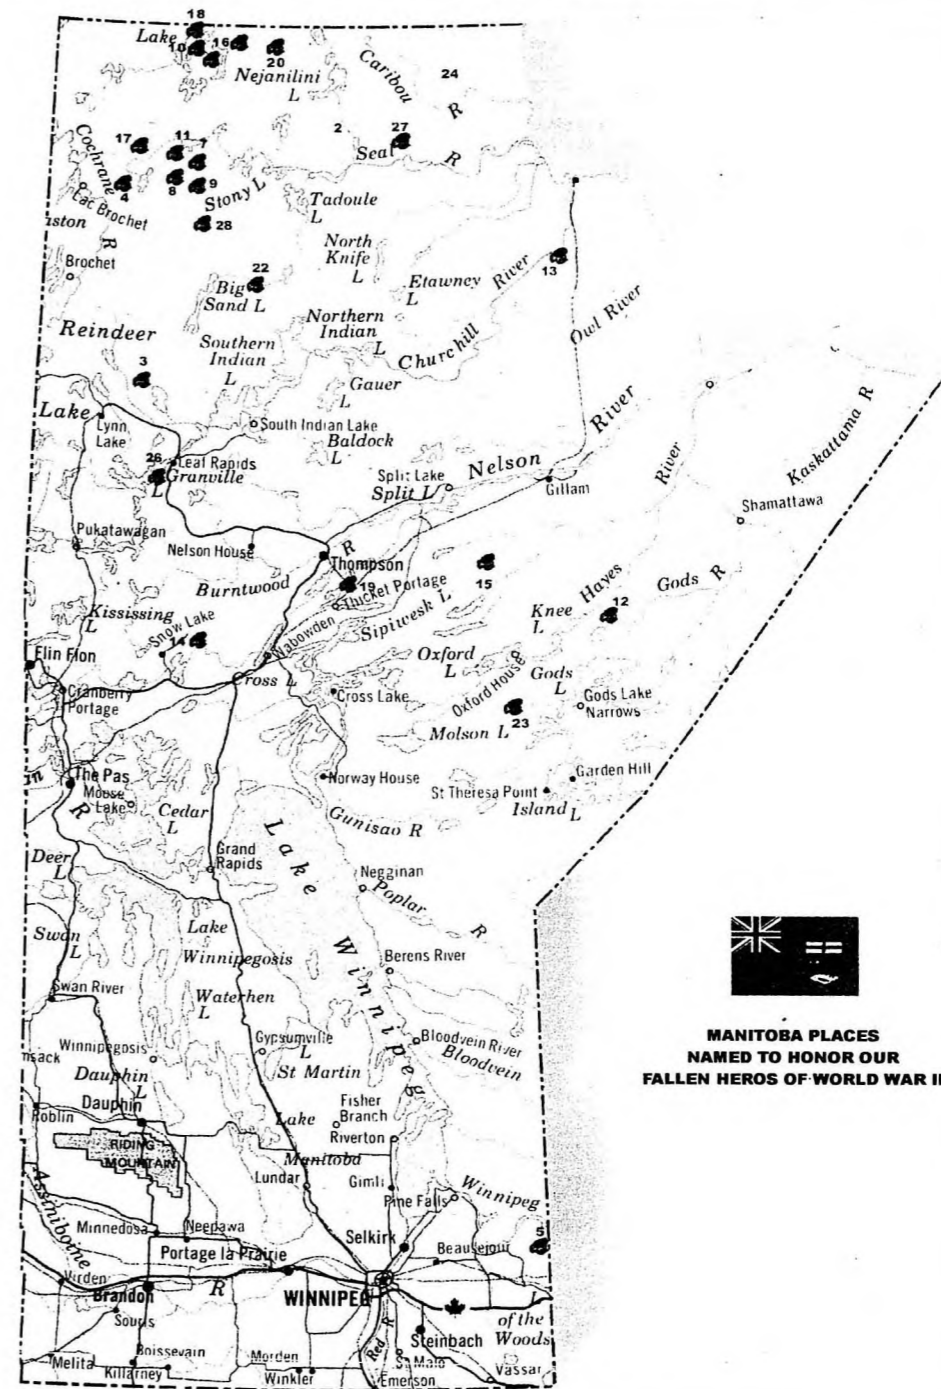 18
Lake
10
16
20
Nejanilini
L
Caribou
R
24
17
11
7
2
27
Seal
R
Cochrane
4
8
9
Stony L
Lac Brochet
R
28
Tadoule
L
iston
Brochet
North
Knife
L
22
Big
Sand L
Etawney
L
River
13
Reindeer
Southern
Indian
L
Northern
Indian
L
Churchill
Owl River
3
Gauer
L
Lake
Lynn
Lake
South Indian Lake
Baldock
L
River
River
Kaskattama R
26
Leaf Rapids
Granville
L
Split Lake
Split L
Nelson
Gillam
Shamattawa
Pukatawagan
Nelson House
Thompson
R
Burntwood
19
Thicket Portage
15
Hayes
Gods R
Kississing
L
Snow Lake
14
Wabowden
Sipiwesk L
Knee
L
12
Flin Flon
Cross L
Oxford
L
Oxford House
Gods
L
Cranberry
Portage
Cross Lake
Gods Lake
Narrows
23
Molson L
The Pas
Moose
Lake
R
Norway House
Garden Hill
St Theresa Point
Island L
Cedar
L
Gunisao R
Deer
L
Grand
Rapids
Lake Winnipeg
Negginan
Poplar R
Swan
L
Lake
Winnipegosis
Berens River
Swan River
Waterhen
L
Winnipegosis
Gypsumville
L
St Martin
Bloodvein River
Bloodvein
nsack
Dauphin
L
Dauphin
Roblin
Lake
Manitoba
Fisher
Branch
Riverton
RIDING
MOUNTAIN
Lundar
Gimli
Pine Falls
Winnipeg
Assiniboine
R
Minnedosa
Neepawa
Portage la Prairie
Selkirk
Beausejour
5
Virden
Brandon
WINNIPEG
Souris
L
of the
Woods
Red R
Steinbach
Melita
Boissevain
Killarney
Morden
Winkler
St Malo
Emerson
Vassar
MANITOBA PLACES
NAMED TO HONOR OUR
FALLEN HEROS OF WORLD WAR II